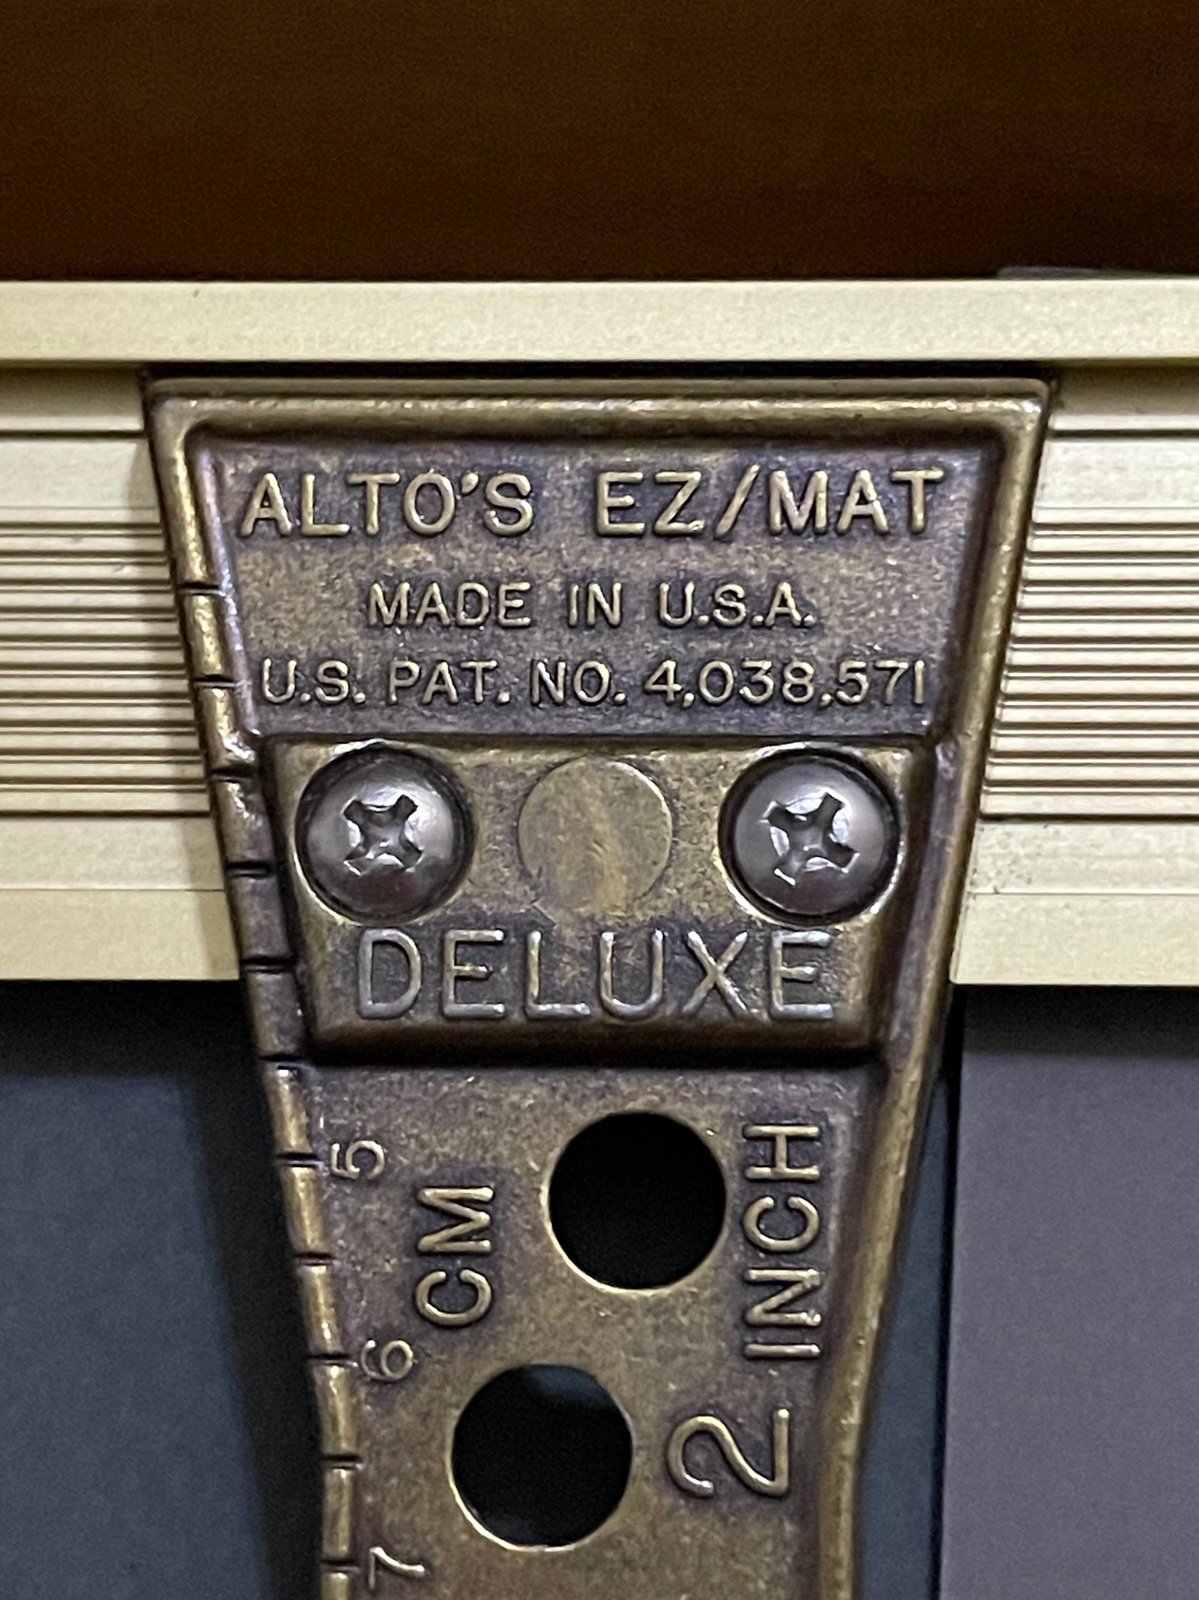 ALTO'S EZ/MAT
MADE IN U.S.A.
U.S. PAT. NO. 4,038,571
DELUXE
5
CM
6
7
2 INCH